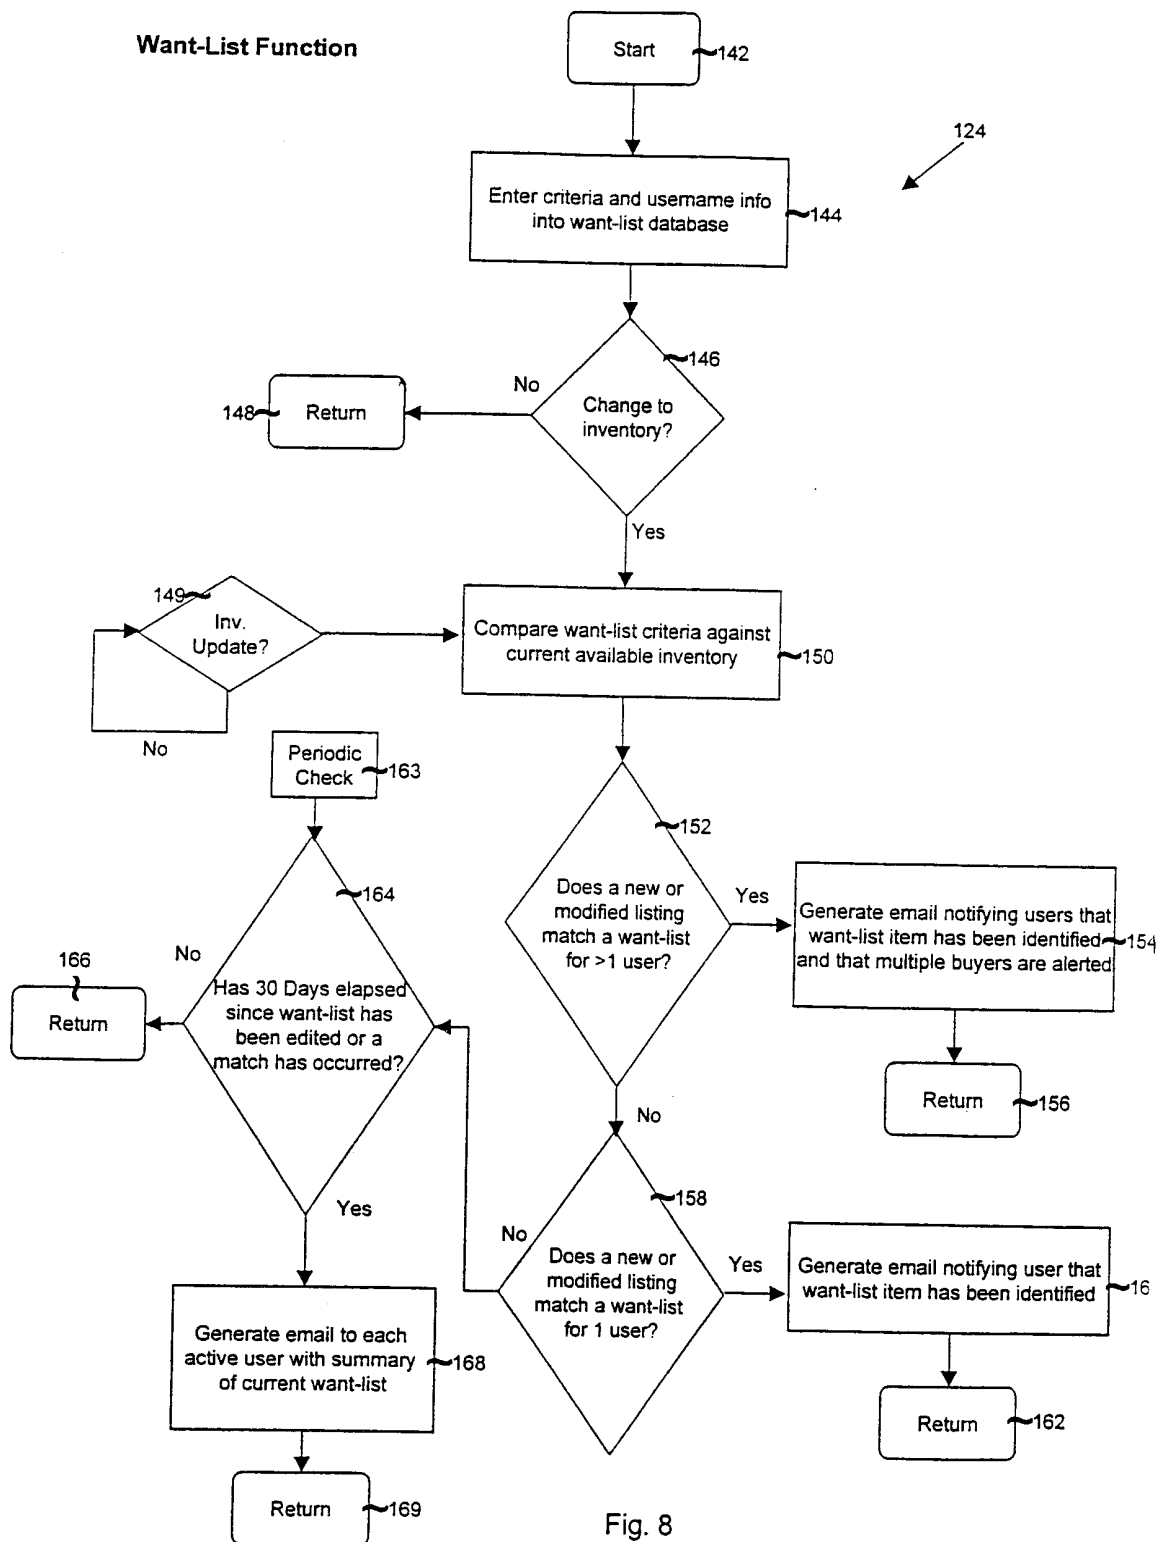 Want-List Function
Start
142
124
Enter criteria and username info
into want-list database
144
146
No
Change to
inventory?
148
Return
Yes
149
Inv.
Update?
No
Compare want-list criteria against
current available inventory
150
Periodic
Check
163
152
Does a new or
modified listing
match a want-list
for >1 user?
Yes
Generate email notifying users that
want-list item has been identified
and that multiple buyers are alerted
154
164
No
166
Return
Has 30 Days elapsed
since want-list has
been edited or a
match has occurred?
Return
156
No
Yes
158
No
Does a new or
modified listing
match a want-list
for 1 user?
Yes
Generate email notifying user that
want-list item has been identified
16
Generate email to each
active user with summary
of current want-list
168
Return
162
Return
169
Fig. 8